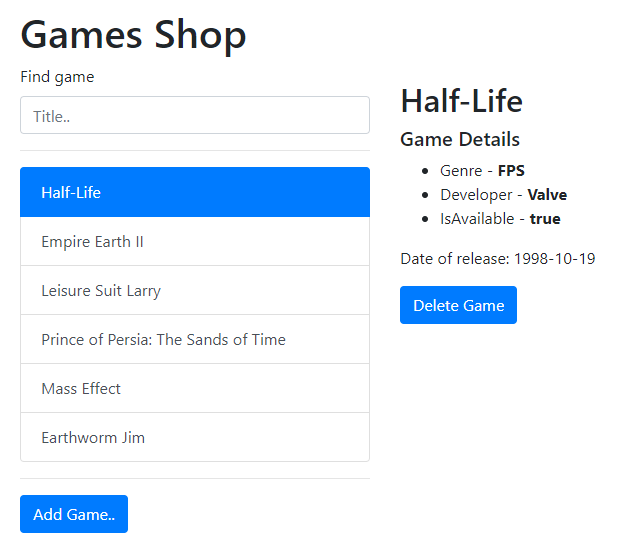 Games Shop
Find game
Title..
Half-Life
Empire Earth II
Leisure Suit Larry
Prince of Persia: The Sands of Time
Mass Effect
Earthworm Jim
Add Game..
Half-Life
Game Details
Genre - FPS
Developer - Valve
IsAvailable - true
Date of release: 1998-10-19
Delete Game